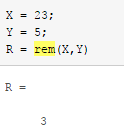 X = 23;
Y = 5;
R = rem(X,Y)
R =
3